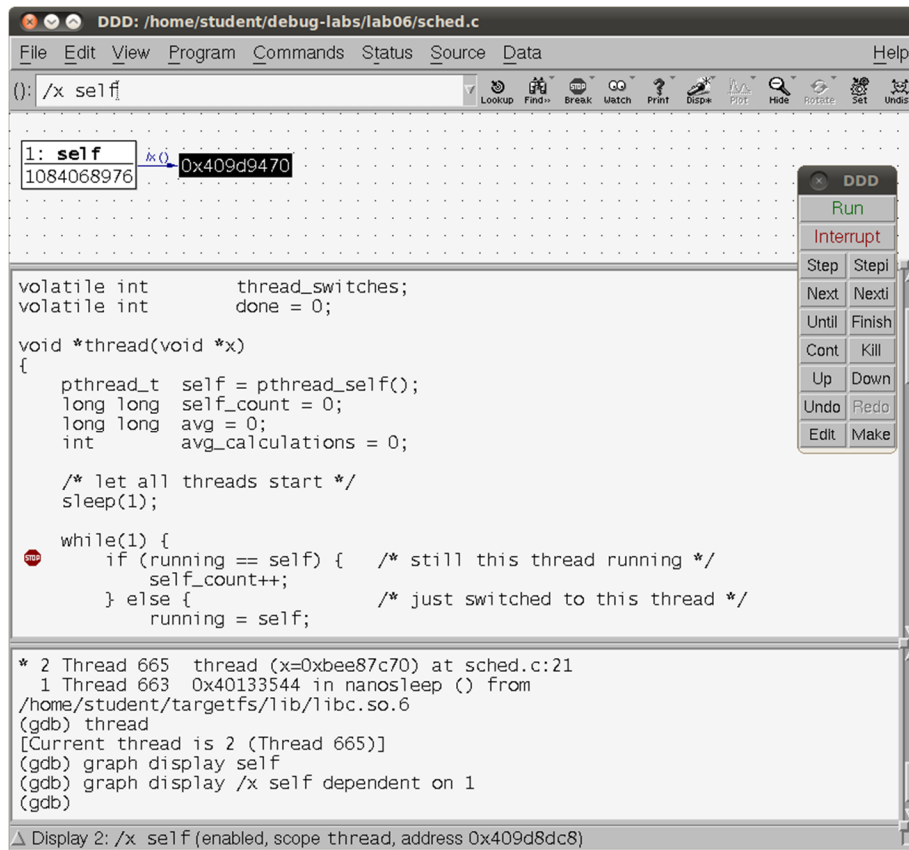 DDD: /home/student/debug-labs/lab06/sched.c
File Edit View Program Commands Status Source Data Help
(): /x self
Lookup Find» Break Watch Print Disp* Plot Hide Rotate Set Undis
1: self
1084068976
/x () 0x409d9470
DDD
Run
Interrupt
Step Stepi
Next Nexti
Until Finish
Cont Kill
Up Down
Undo Redo
Edit Make
volatile int thread_switches;
volatile int done = 0;
void *thread(void *x)
{
pthread_t self = pthread_self();
long long self_count = 0;
long long avg = 0;
int avg_calculations = 0;
/* let all threads start */
sleep(1);
while(1) {
STOP if (running == self) { /* still this thread running */
self_count++;
} else { /* just switched to this thread */
running = self;
* 2 Thread 665 thread (x=0xbee87c70) at sched.c:21
1 Thread 663 0x40133544 in nanosleep () from
/home/student/targetfs/lib/libc.so.6
(gdb) thread
[Current thread is 2 (Thread 665)]
(gdb) graph display self
(gdb) graph display /x self dependent on 1
(gdb)
Display 2: /x self (enabled, scope thread, address 0x409d8dc8)